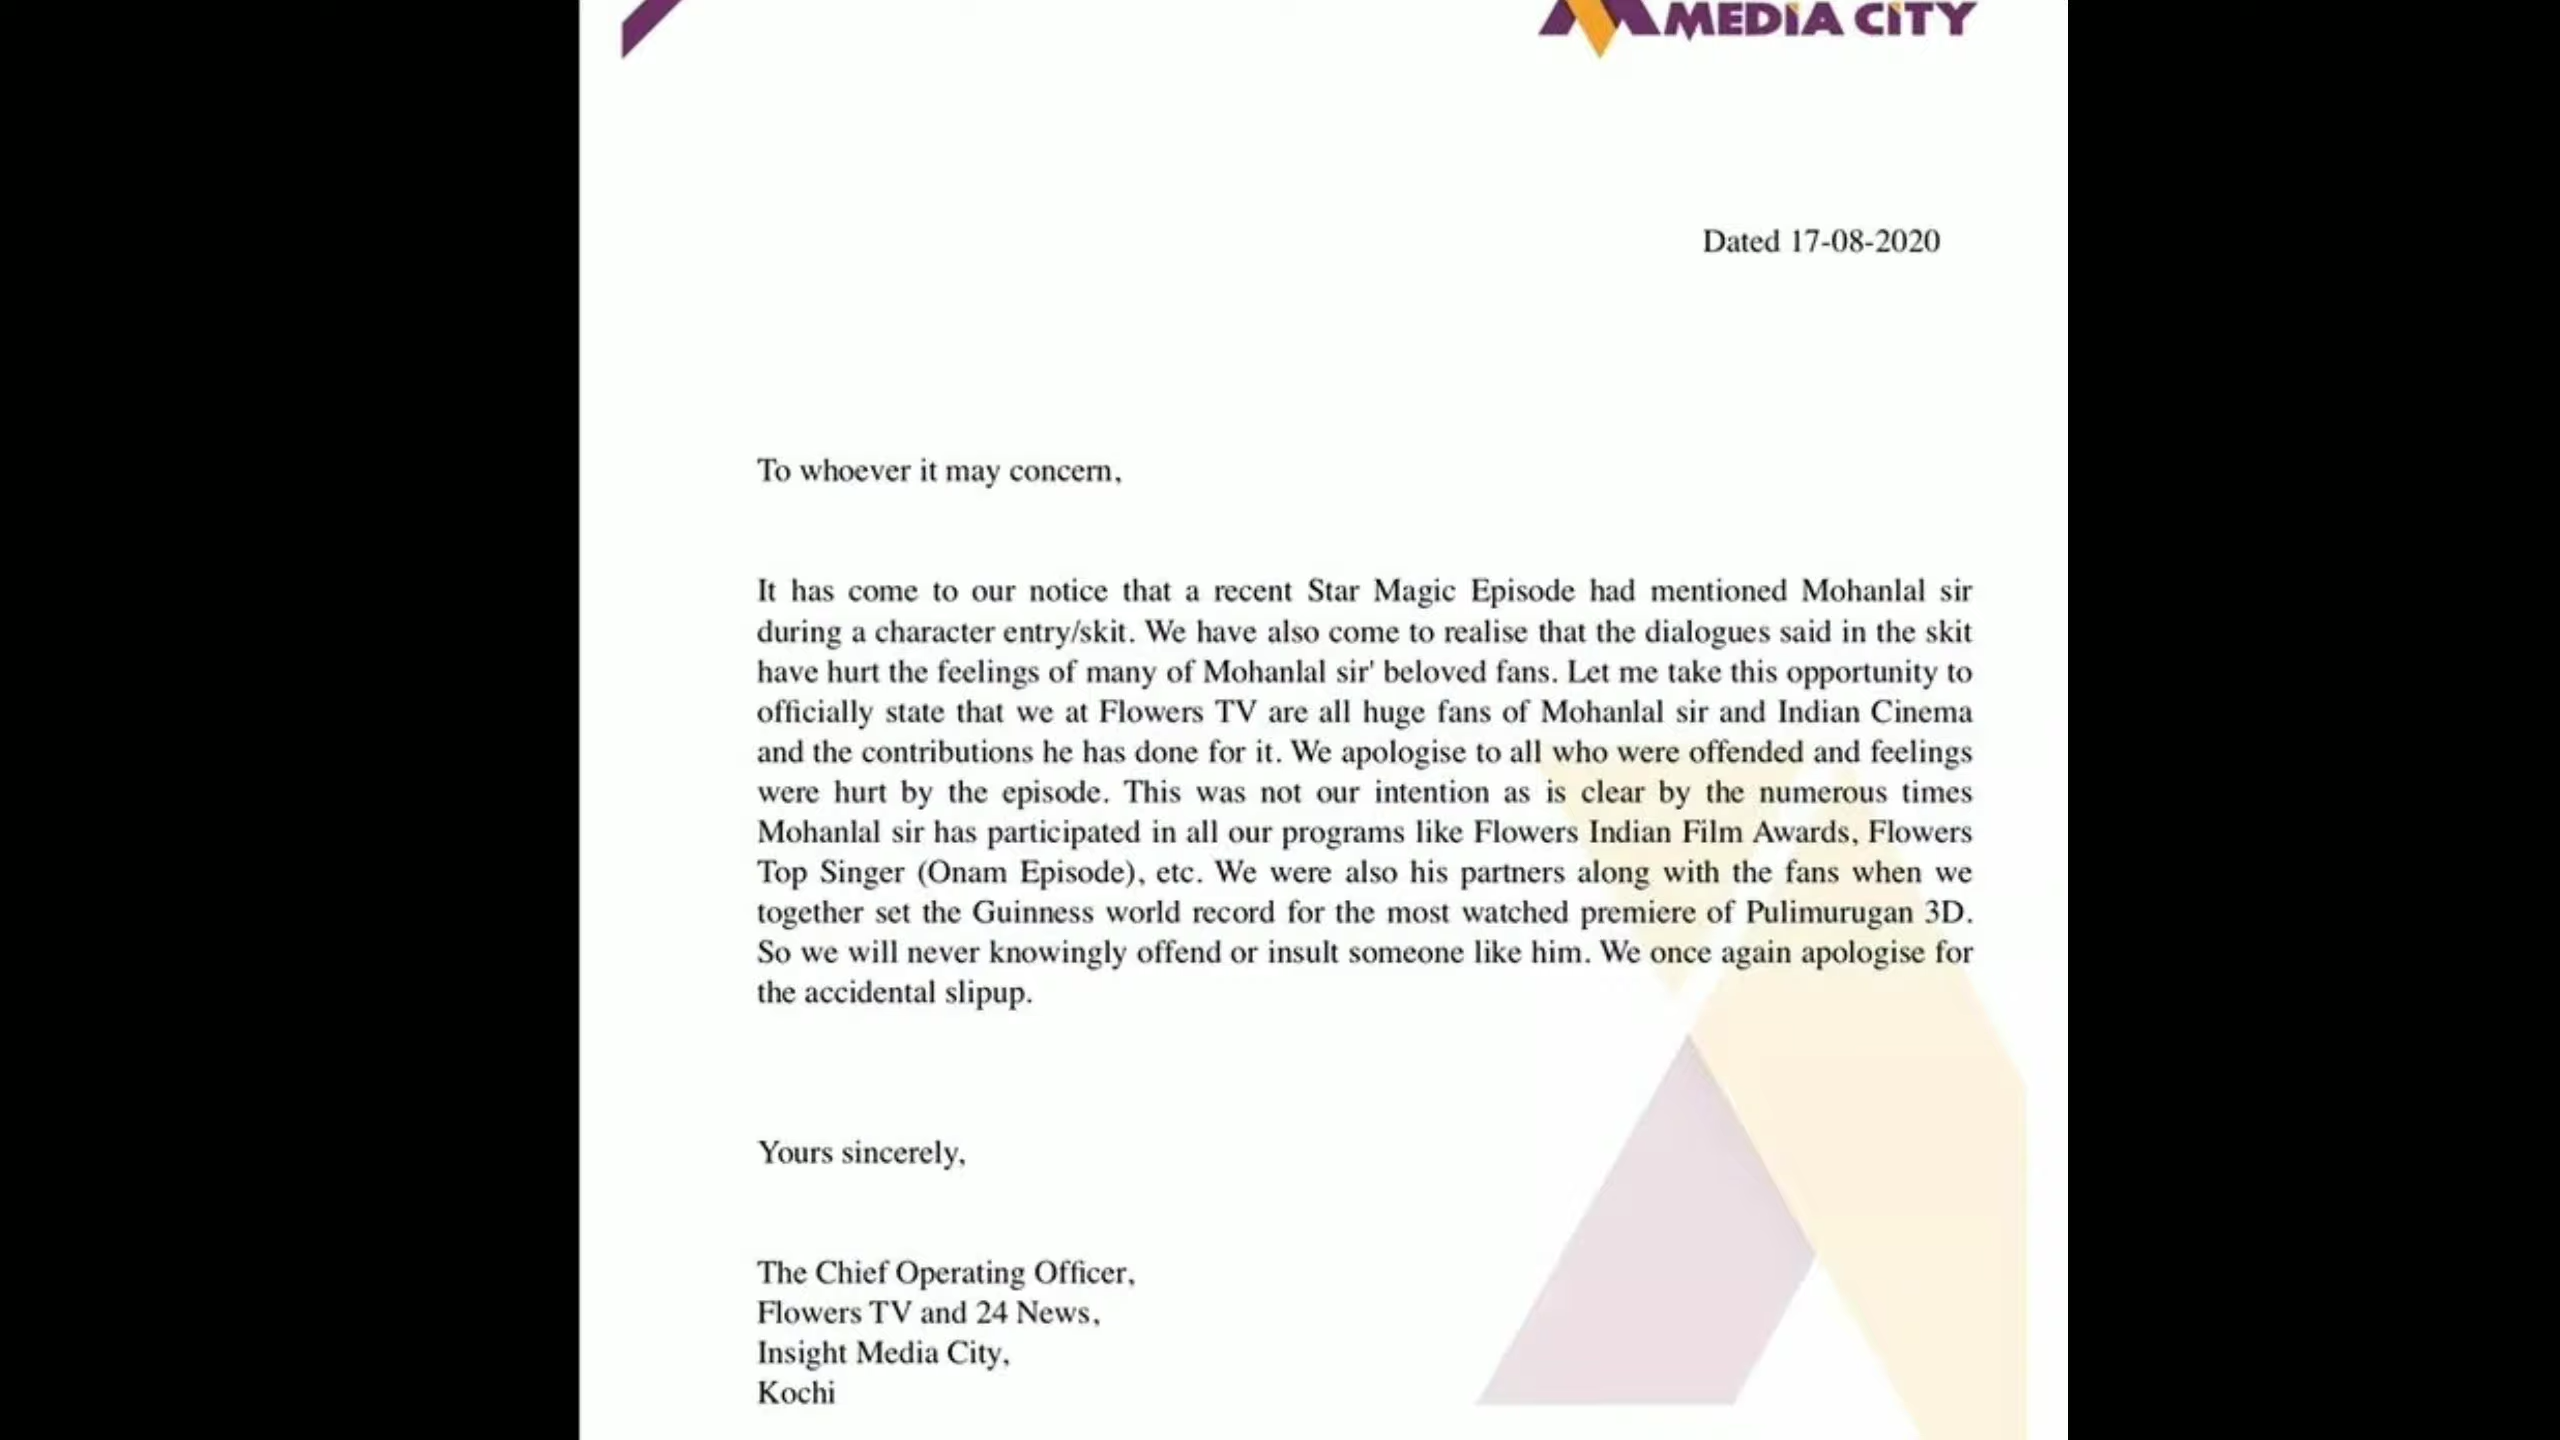 MEDIA CITY
Dated 17-08-2020
To whoever it may concern,
It has come to our notice that a recent Star Magic Episode had mentioned Mohanlal sir
during a character entry/skit. We have also come to realise that the dialogues said in the skit
have hurt the feelings of many of Mohanlal sir' beloved fans. Let me take this opportunity to
officially state that we at Flowers TV are all huge fans of Mohanlal sir and Indian Cinema
and the contributions he has done for it. We apologise to all who were offended and feelings
were hurt by the episode. This was not our intention as is clear by the numerous times
Mohanlal sir has participated in all our programs like Flowers Indian Film Awards, Flowers
Top Singer (Onam Episode), etc. We were also his partners along with the fans when we
together set the Guinness world record for the most watched premiere of Pulimurugan 3D.
So we will never knowingly offend or insult someone like him. We once again apologise for
the accidental slipup.
Yours sincerely,
The Chief Operating Officer,
Flowers TV and 24 News,
Insight Media City,
Kochi